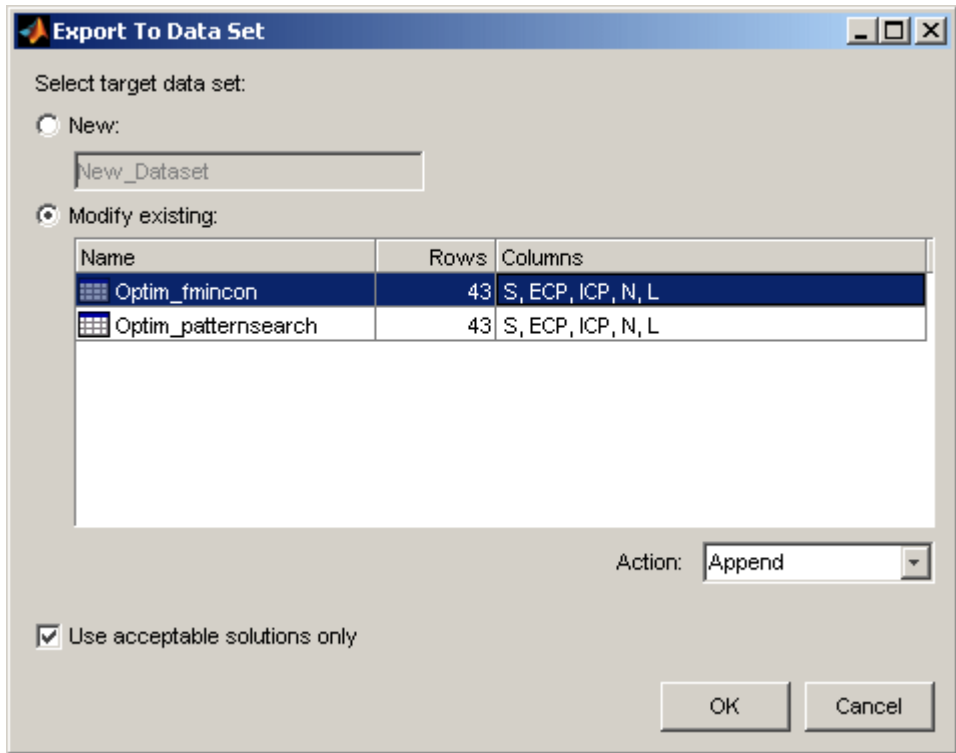 Export To Data Set
Select target data set:
New:
New_Dataset
Modify existing:
Name Rows Columns
Optim_fmincon 43 S, ECP, ICP, N, L
Optim_patternsearch 43 S, ECP, ICP, N, L
Action: Append
Use acceptable solutions only
OK Cancel